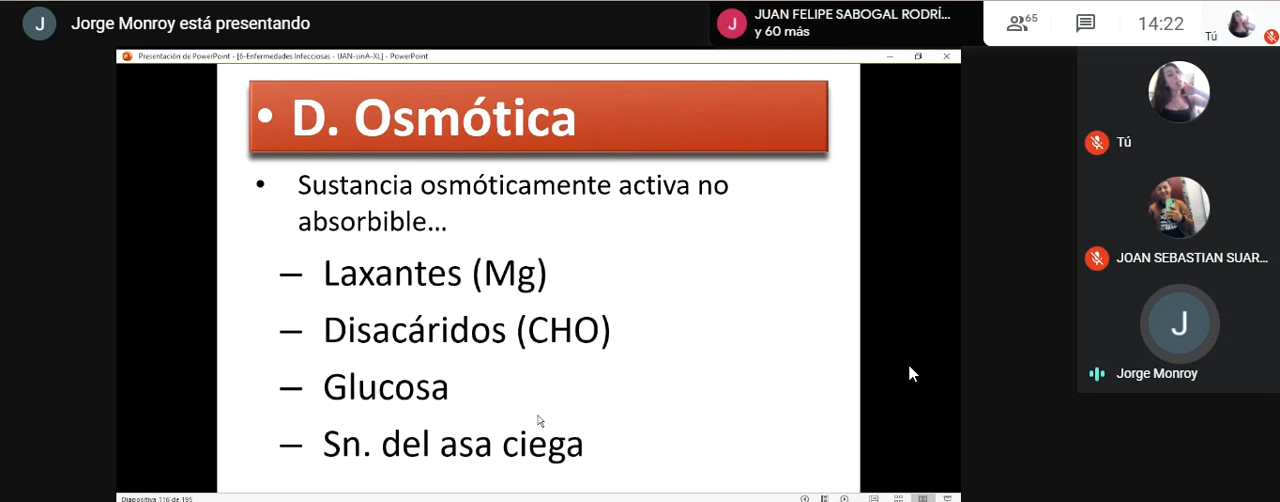 J Jorge Monroy está presentando
J JUAN FELIPE SABOGAL RODRÍ...
y 60 más
65
14:22
Tú
Presentación de PowerPoint - [6-Enfermedades Infecciosas - UAN-sinA-XL] - PowerPoint
• D. Osmótica
• Sustancia osmóticamente activa no
absorbible...
– Laxantes (Mg)
– Disacáridos (CHO)
– Glucosa
– Sn. del asa ciega
Diapositiva 116 de 195
Tú
JOAN SEBASTIAN SUAR...
J
Jorge Monroy